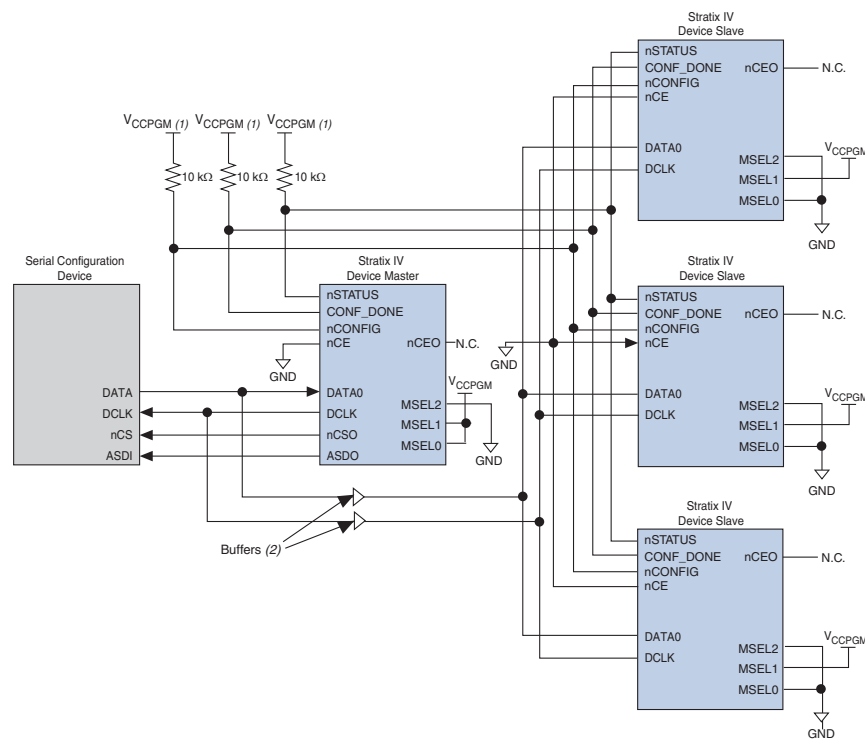 Stratix IV
Device Slave
nSTATUS
CONF_DONE
nCONFIG
nCE
nCEO
N.C.
DATA0
DCLK
MSEL2
MSEL1
MSEL0
VCCPGM
GND
VCCPGM (1)
VCCPGM (1)
VCCPGM (1)
10 kΩ
10 kΩ
10 kΩ
Serial Configuration
Device
DATA
DCLK
nCS
ASDI
Stratix IV
Device Master
nSTATUS
CONF_DONE
nCONFIG
nCE
nCEO
N.C.
GND
DATA0
DCLK
nCSO
ASDO
MSEL2
MSEL1
MSEL0
VCCPGM
GND
Stratix IV
Device Slave
nSTATUS
CONF_DONE
nCONFIG
nCE
nCEO
N.C.
GND
DATA0
DCLK
MSEL2
MSEL1
MSEL0
VCCPGM
GND
Buffers (2)
Stratix IV
Device Slave
nSTATUS
CONF_DONE
nCONFIG
nCE
nCEO
N.C.
DATA0
DCLK
MSEL2
MSEL1
MSEL0
VCCPGM
GND